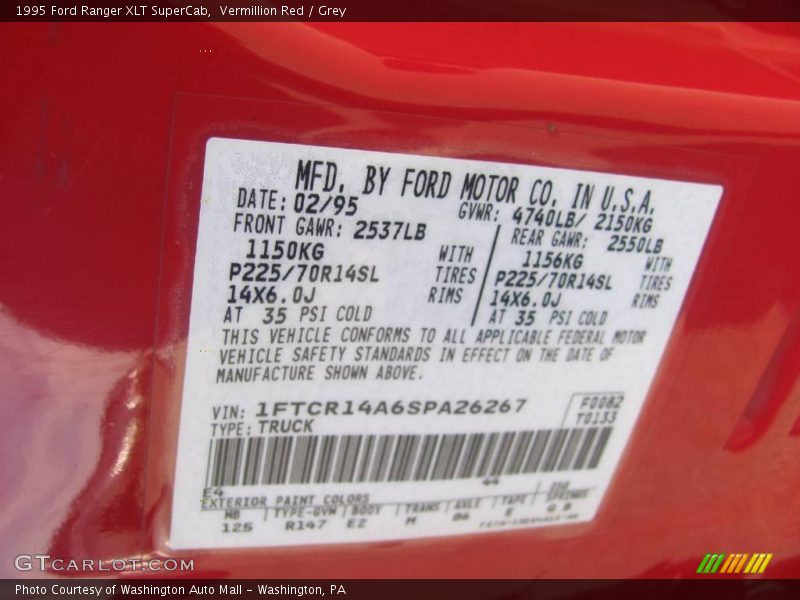 1995 Ford Ranger XLT SuperCab,  Vermillion Red / Grey
MFD. BY FORD MOTOR CO. IN U.S.A.
DATE: 02/95 GVWR: 4740LB/ 2150KG
FRONT GAWR: 2537LB REAR GAWR: 2550LB
1150KG WITH 1156KG WITH
P225/70R14SL TIRES P225/70R14SL TIRES
14X6.0J RIMS 14X6.0J RIMS
AT 35 PSI COLD AT 35 PSI COLD
THIS VEHICLE CONFORMS TO ALL APPLICABLE FEDERAL MOTOR
VEHICLE SAFETY STANDARDS IN EFFECT ON THE DATE OF
MANUFACTURE SHOWN ABOVE.
VIN: 1FTCR14A6SPA26267 F0082
TYPE: TRUCK T0133
E4 44
EXTERIOR PAINT COLORS DSO
WB TYPE-GVW BODY TRANS AXLE TAPE SPRINGS
125 R147 E2 M 86 E G B
GTCARLOT.COM
Photo Courtesy of Washington Auto Mall - Washington, PA